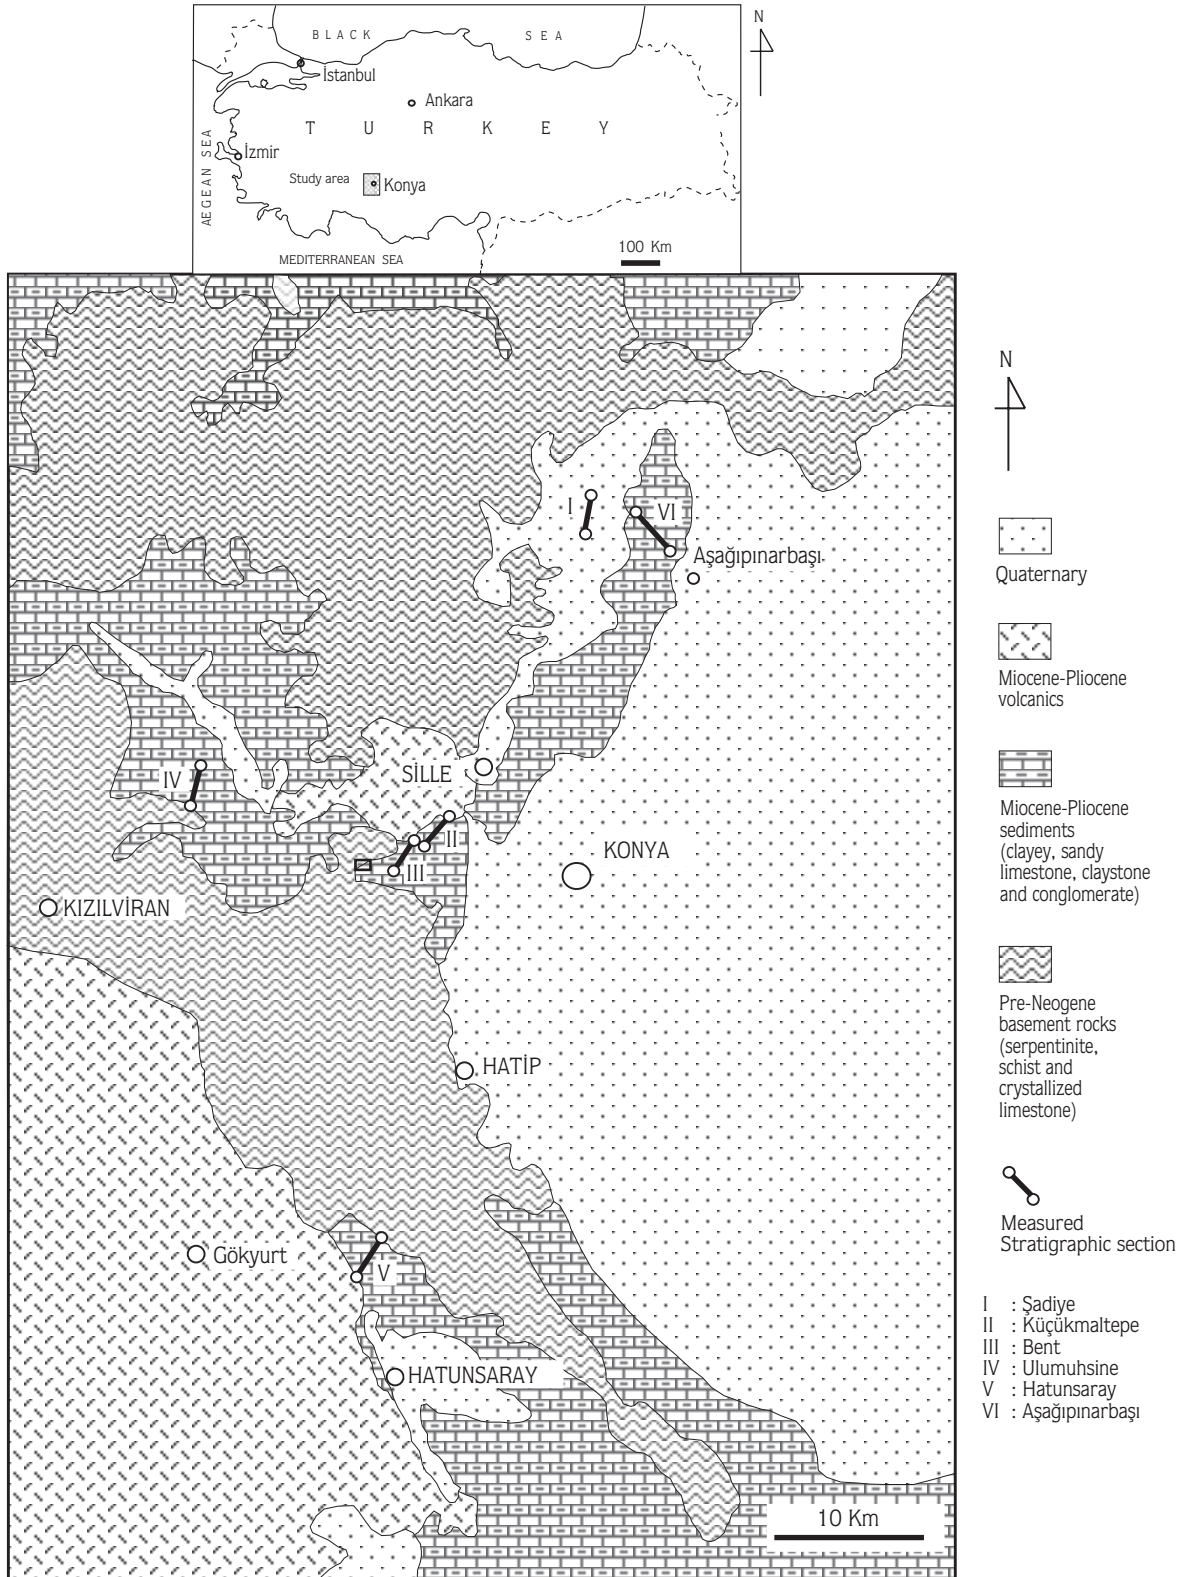 N
BLACK SEA
İstanbul
Ankara
TURKEY
AEGEAN SEA
İzmir
Study area
Konya
100 Km
MEDITERRANEAN SEA
I
VI
Aşağıpınarbaşı
IV
SİLLE
II
III
KONYA
KIZILVİRAN
HATİP
Gökyurt
V
HATUNSARAY
10 Km
N
Quaternary
Miocene-Pliocene
volcanics
Miocene-Pliocene
sediments
(clayey, sandy
limestone, claystone
and conglomerate)
Pre-Neogene
basement rocks
(serpentinite,
schist and
crystallized
limestone)
Measured
Stratigraphic section
I : Şadiye
II : Küçükmaltepe
III : Bent
IV : Ulumuhsine
V : Hatunsaray
VI : Aşağıpınarbaşı